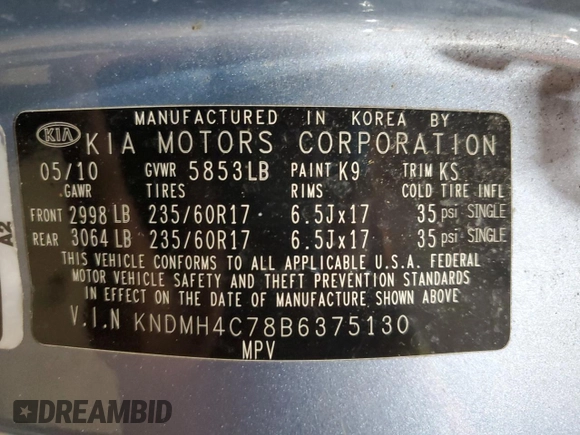 MANUFACTURED IN KOREA BY
KIA KIA MOTORS CORPORATION
05/10 GVWR 5853LB PAINT K9 TRIM KS
GAWR TIRES RIMS COLD TIRE INFL
FRONT 2998 LB 235/60R17 6.5Jx17 35 psi SINGLE
REAR 3064 LB 235/60R17 6.5Jx17 35 psi SINGLE
THIS VEHICLE CONFORMS TO ALL APPLICABLE U.S.A. FEDERAL
MOTOR VEHICLE SAFETY AND THEFT PREVENTION STANDARDS
IN EFFECT ON THE DATE OF MANUFACTURE, SHOWN ABOVE
V.I.N KNDMH4C78B6375130
MPV
A2
DREAMBID